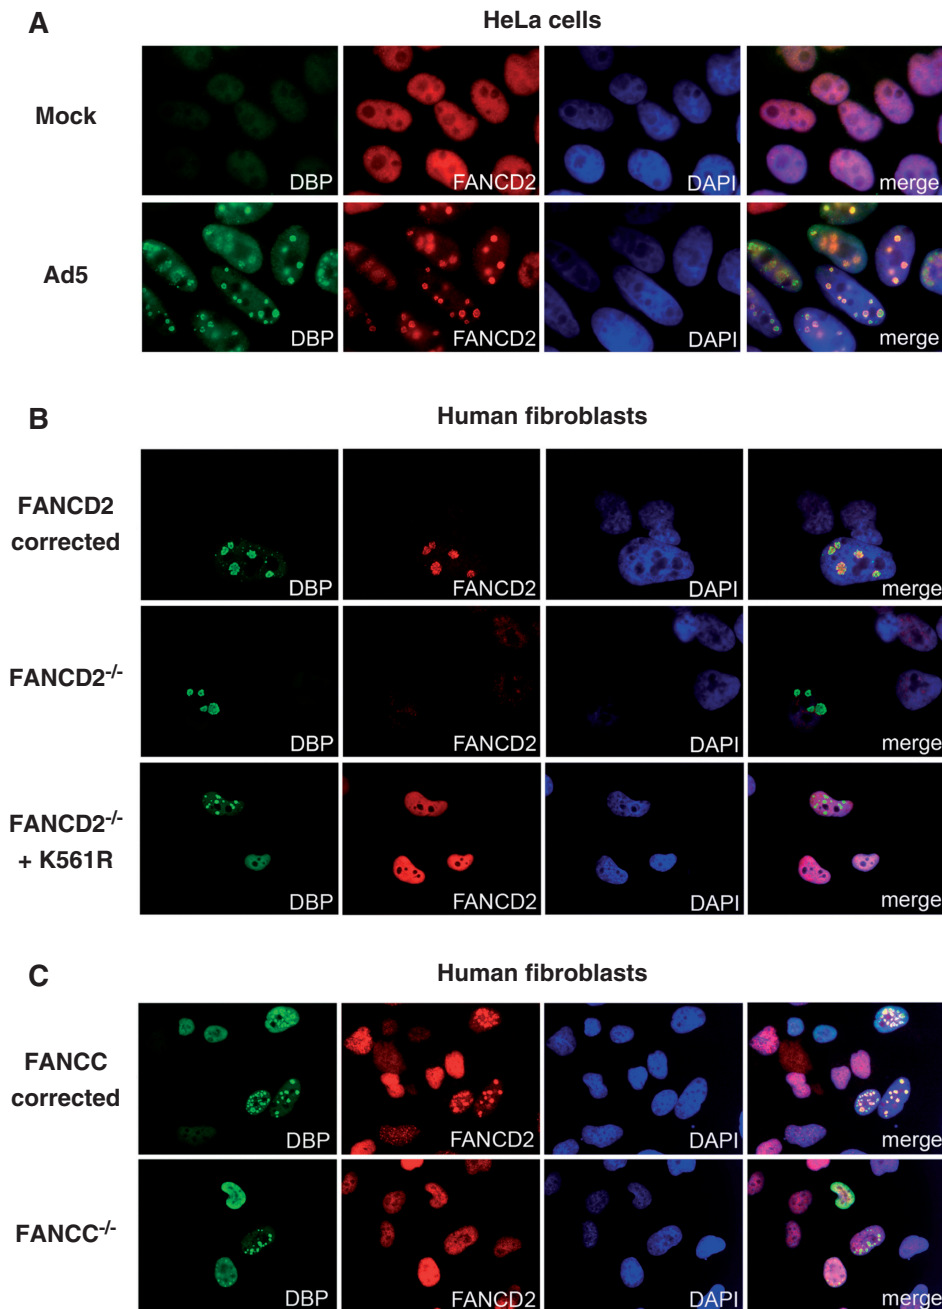 A
HeLa cells
Mock
DBP
FANCD2
DAPI
merge
Ad5
DBP
FANCD2
DAPI
merge
B
Human fibroblasts
FANCD2
corrected
DBP
FANCD2
DAPI
merge
FANCD2-/-
DBP
FANCD2
DAPI
merge
FANCD2-/-
+ K561R
DBP
FANCD2
DAPI
merge
C
Human fibroblasts
FANCC
corrected
DBP
FANCD2
DAPI
merge
FANCC-/-
DBP
FANCD2
DAPI
merge